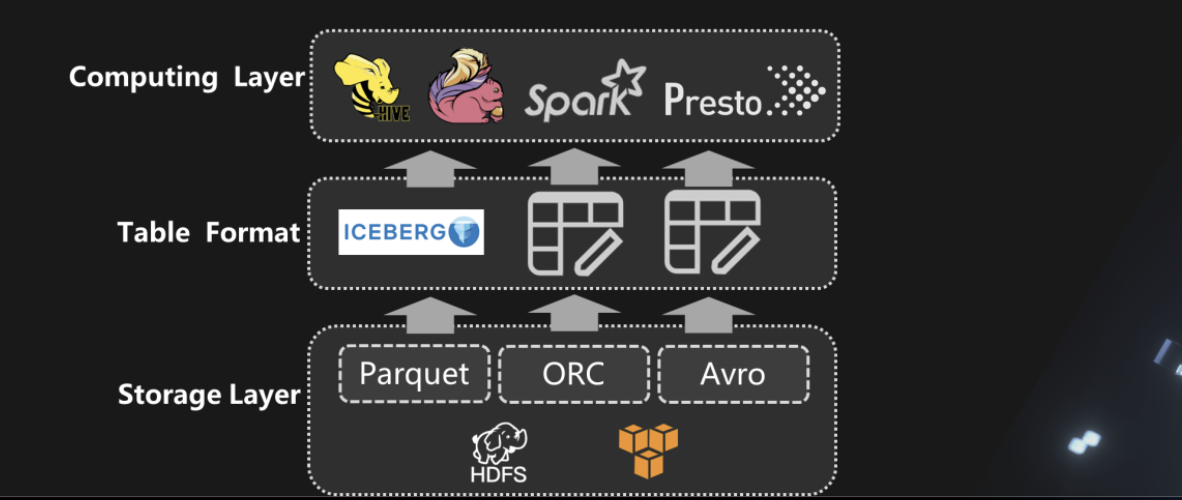 Computing Layer
HIVE
Spark
Presto
Table Format
ICEBERG
Storage Layer
Parquet
ORC
Avro
HDFS